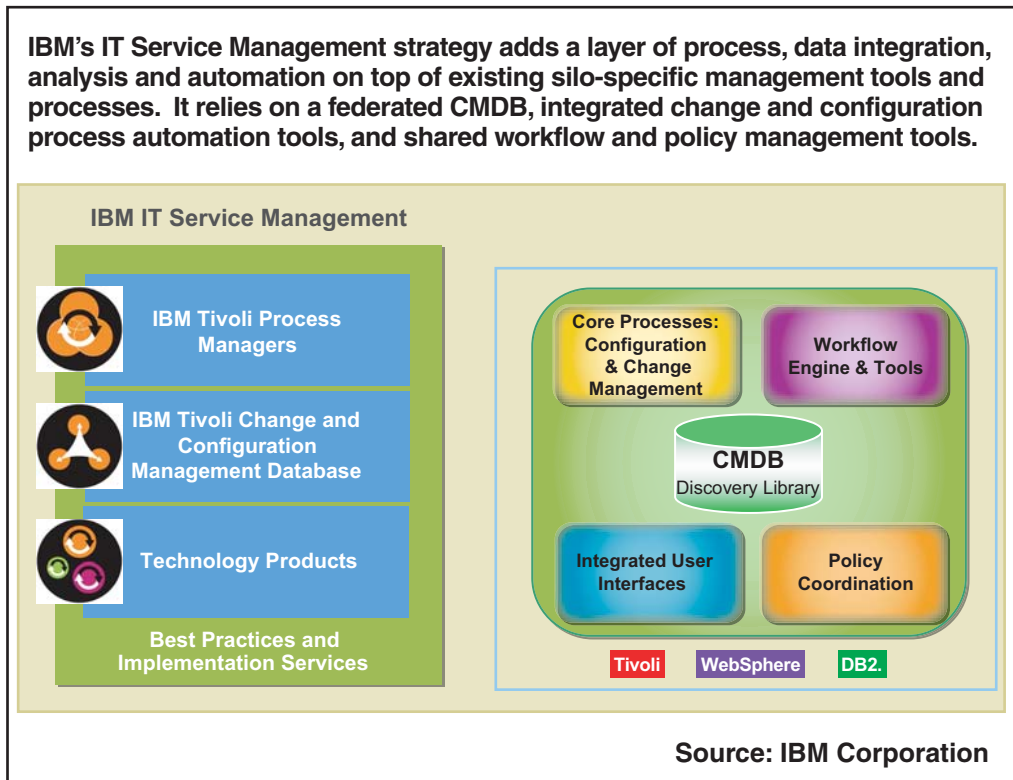 IBM's IT Service Management strategy adds a layer of process, data integration,
analysis and automation on top of existing silo-specific management tools and
processes.  It relies on a federated CMDB, integrated change and configuration
process automation tools, and shared workflow and policy management tools.
IBM IT Service Management
IBM Tivoli Process
Managers
IBM Tivoli Change and
Configuration
Management Database
Technology Products
Best Practices and
Implementation Services
Core Processes:
Configuration
& Change
Management
Workflow
Engine & Tools
CMDB
Discovery Library
Integrated User
Interfaces
Policy
Coordination
Tivoli
WebSphere
DB2.
Source: IBM Corporation